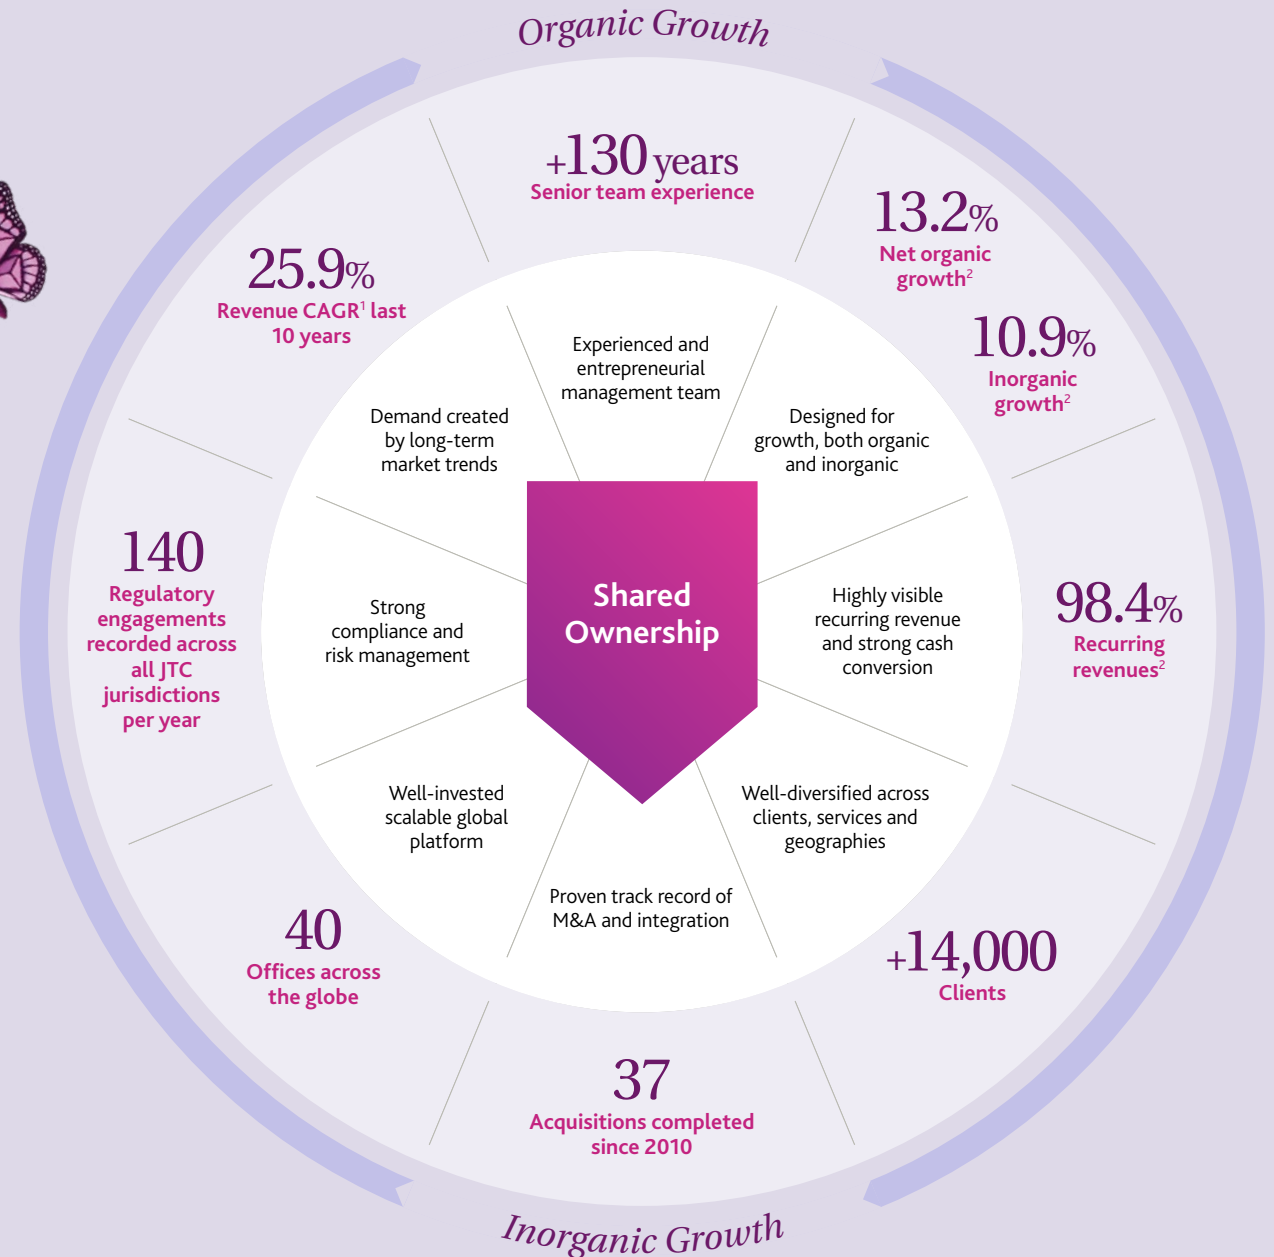 Organic Growth
+130 years
Senior team experience
13.2%
Net organic
growth2
10.9%
Inorganic
growth2
98.4%
Recurring
revenues2
+14,000
Clients
37
Acquisitions completed
since 2010
40
Offices across
the globe
140
Regulatory
engagements
recorded across
all JTC
jurisdictions
per year
25.9%
Revenue CAGR1 last
10 years
Experienced and
entrepreneurial
management team
Designed for
growth, both organic
and inorganic
Highly visible
recurring revenue
and strong cash
conversion
Well-diversified across
clients, services and
geographies
Proven track record of
M&A and integration
Well-invested
scalable global
platform
Strong
compliance and
risk management
Demand created
by long-term
market trends
Shared
Ownership
Inorganic Growth